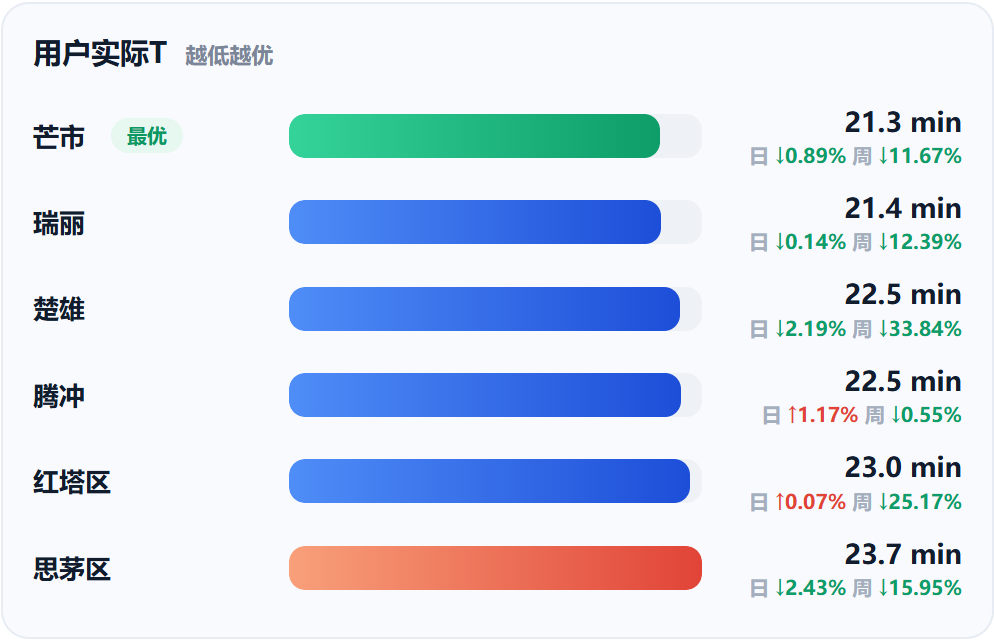 用户实际T 越低越优
芒市 最优 21.3 min
日 ↓0.89% 周 ↓11.67%
瑞丽 21.4 min
日 ↓0.14% 周 ↓12.39%
楚雄 22.5 min
日 ↓2.19% 周 ↓33.84%
腾冲 22.5 min
日 ↑1.17% 周 ↓0.55%
红塔区 23.0 min
日 ↑0.07% 周 ↓25.17%
思茅区 23.7 min
日 ↓2.43% 周 ↓15.95%